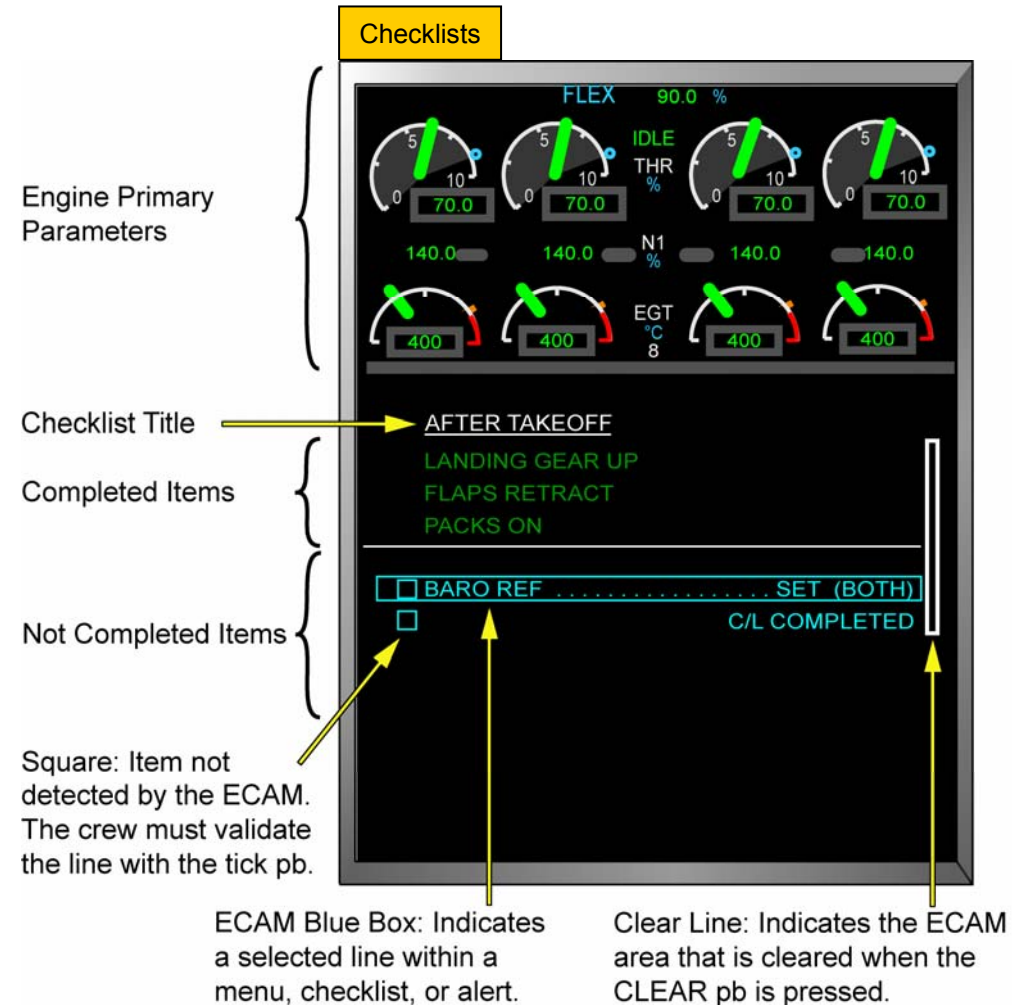 Checklists
Engine Primary
Parameters
FLEX 90.0 %
5 5 IDLE 5 5
THR
0 10 0 10 % 0 10 0 10
70.0 70.0 70.0 70.0
140.0 140.0 N1 140.0 140.0
%
EGT
°C
400 400 8 400 400
Checklist Title
AFTER TAKEOFF
Completed Items
LANDING GEAR UP
FLAPS RETRACT
PACKS ON
Not Completed Items
BARO REF . . . . . . . . . . . . . . . . . SET (BOTH)
C/L COMPLETED
Square: Item not
detected by the ECAM.
The crew must validate
the line with the tick pb.
ECAM Blue Box: Indicates
a selected line within a
menu, checklist, or alert.
Clear Line: Indicates the ECAM
area that is cleared when the
CLEAR pb is pressed.